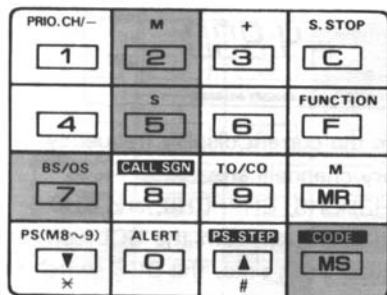 PRIO. CH/− M + S. STOP
1 2 3 C
S FUNCTION
4 5 6 F
BS/OS CALL SGN TO/CO M
7 8 9 MR
PS(M8~9) ALERT PS. STEP CODE
▼ 0 ▲ MS
* #